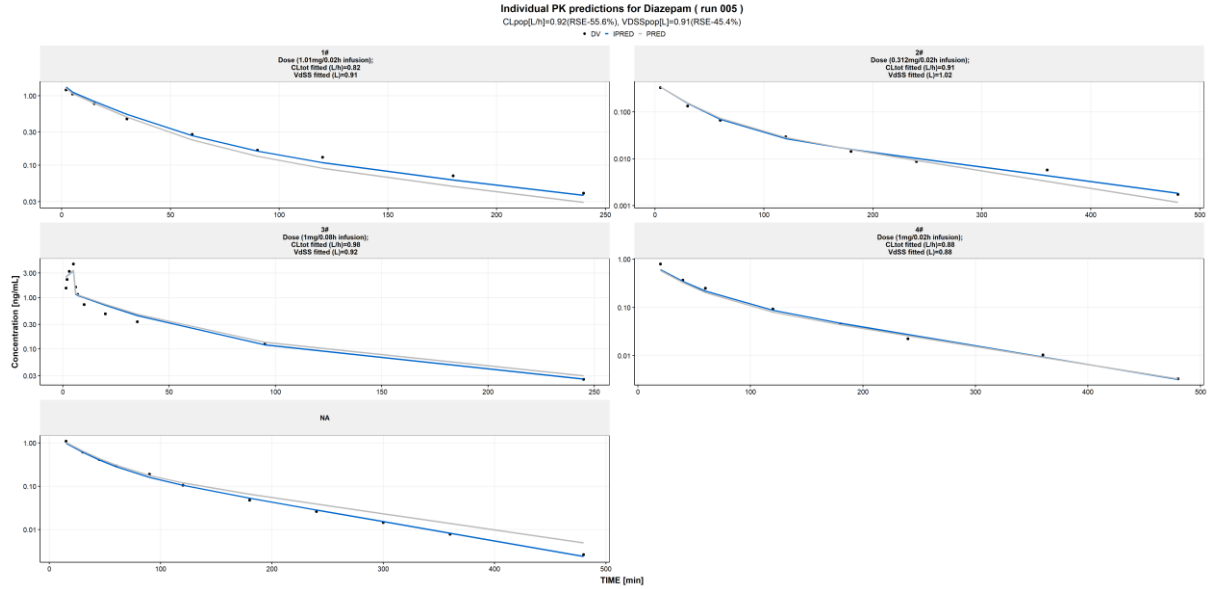 Individual PK predictions for Diazepam ( run 005 )
CLpop[L/h]=0.92(RSE-55.6%), VDSSpop[L]=0.91(RSE-45.4%)
DV IPRED PRED
1#
Dose (1.01mg/0.02h infusion);
CLtot fitted (L/h)=0.82
VdSS fitted (L)=0.91
1.00
0.30
0.10
0.03
0 50 100 150 200 250
2#
Dose (0.312mg/0.02h infusion);
CLtot fitted (L/h)=0.91
VdSS fitted (L)=1.02
0.100
0.010
0.001
0 100 200 300 400 500
3#
Dose (1mg/0.08h infusion);
CLtot fitted (L/h)=0.98
VdSS fitted (L)=0.92
3.00
1.00
0.30
0.10
0.03
0 50 100 150 200 250
4#
Dose (1mg/0.02h infusion);
CLtot fitted (L/h)=0.88
VdSS fitted (L)=0.88
1.00
0.10
0.01
0 100 200 300 400 500
Concentration [ng/mL]
NA
1.00
0.10
0.01
0 100 200 300 400 500
TIME [min]